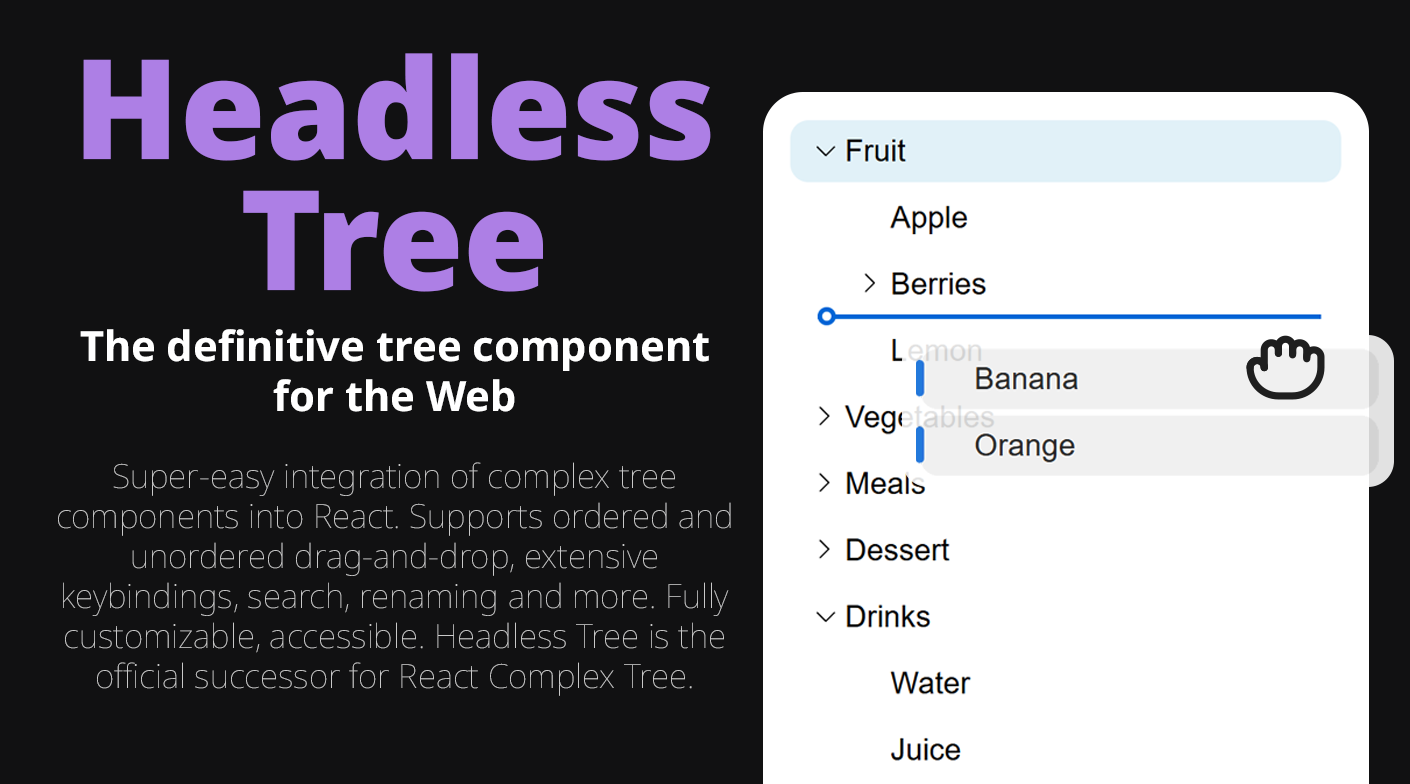 Headless
Tree
The definitive tree component
for the Web
Super-easy integration of complex tree
components into React. Supports ordered and
unordered drag-and-drop, extensive
keybindings, search, renaming and more. Fully
customizable, accessible. Headless Tree is the
official successor for React Complex Tree.
Fruit
Apple
Berries
Lemon
Banana
Vegetables
Orange
Meals
Dessert
Drinks
Water
Juice